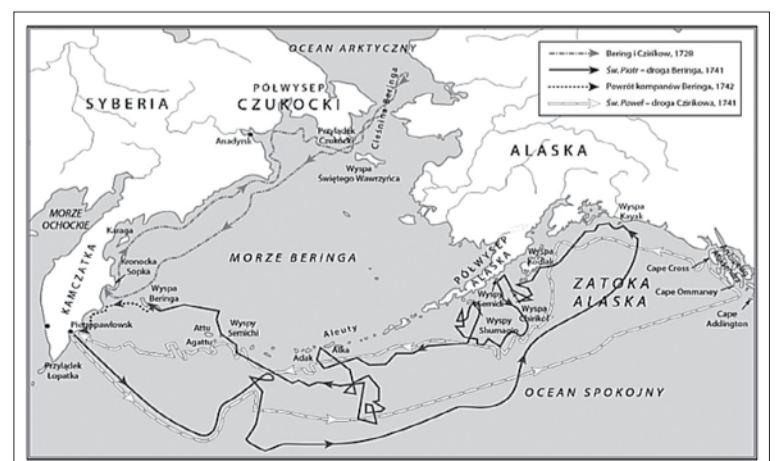 OCEAN ARKTYCZNY
Bering i Czirikow, 1728
Św. Piotr – droga Beringa, 1741
Powrót kompanów Beringa, 1742
Św. Paweł – droga Czirikowa, 1741
SYBERIA
PÓŁWYSEP
CZUKOCKI
Cieśnina Beringa
Anadyrsk
Przylądek
Czukocki
Wyspa
Świętego Wawrzyńca
ALASKA
MORZE
OCHOCKIE
Karaga
KAMCZATKA
Kronocka
Sopka
MORZE BERINGA
Wyspa
Kayak
PÓŁWYSEP
ALASKA
Wyspa
Kodiak
ZATOKA
ALASKA
Cape Cross
Cape Ommaney
Cape
Addington
Wyspa
Beringa
Pietropawłowsk
Przylądek
Łopatka
Attu
Agattu
Wyspy
Semichi
Aleuty
Adak
Atka
Wyspy
Wyspy
Shumagin
Wyspa
OCEAN SPOKOJNY